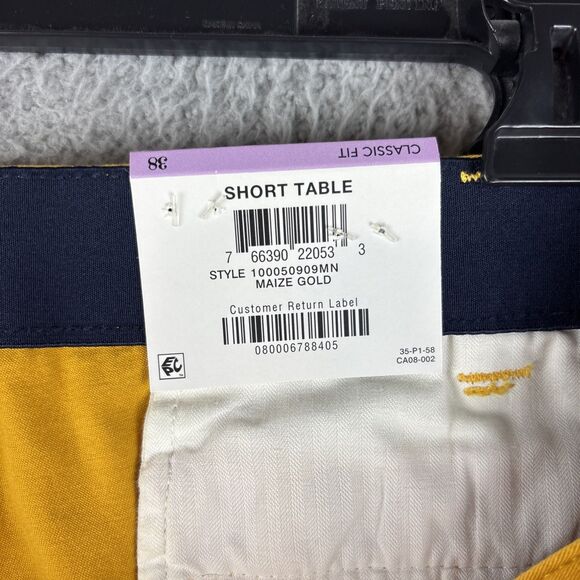 CLASSIC FIT
38
SHORT TABLE
7 66390 22053 3
STYLE 100050909MN
MAIZE GOLD
Customer Return Label
080006788405
35-P1-58
CA08-002